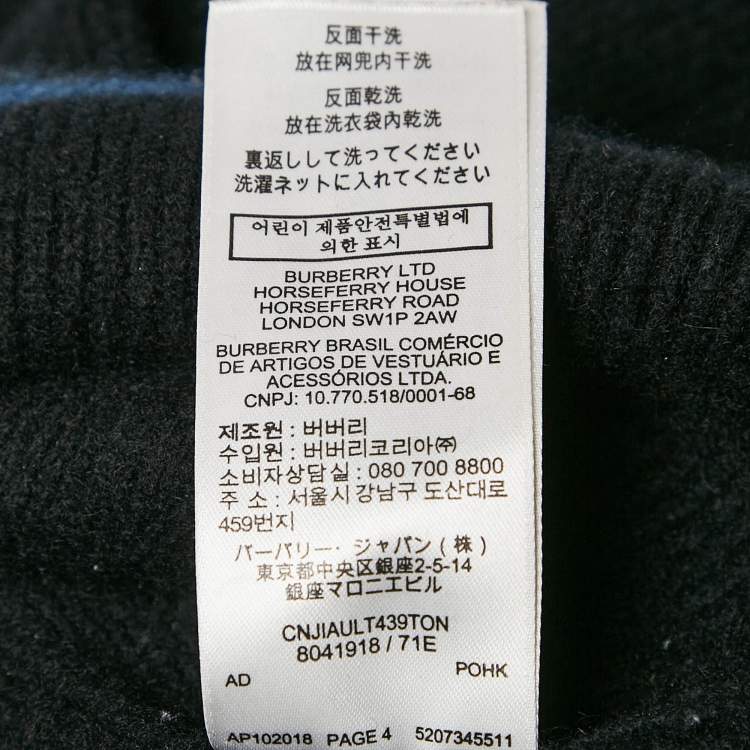 反面干洗
放在网兜内干洗
反面乾洗
放在洗衣袋內乾洗
裏返しして洗ってください
洗濯ネットに入れてください
어린이 제품안전특별법에
의한 표시
BURBERRY LTD
HORSEFERRY HOUSE
HORSEFERRY ROAD
LONDON SW1P 2AW
BURBERRY BRASIL COMÉRCIO
DE ARTIGOS DE VESTUÁRIO E
ACESSÓRIOS LTDA.
CNPJ: 10.770.518/0001-68
제조원 : 버버리
수입원 : 버버리코리아㈜
소비자상담실 : 080 700 8800
주 소 : 서울시 강남구 도산대로
459번지
バーバリー・ジャパン ( 株 )
東京都中央区銀座2-5-14
銀座マロニエビル
CNJIAULT439TON
8041918 / 71E
AD POHK
AP102018 PAGE 4 5207345511